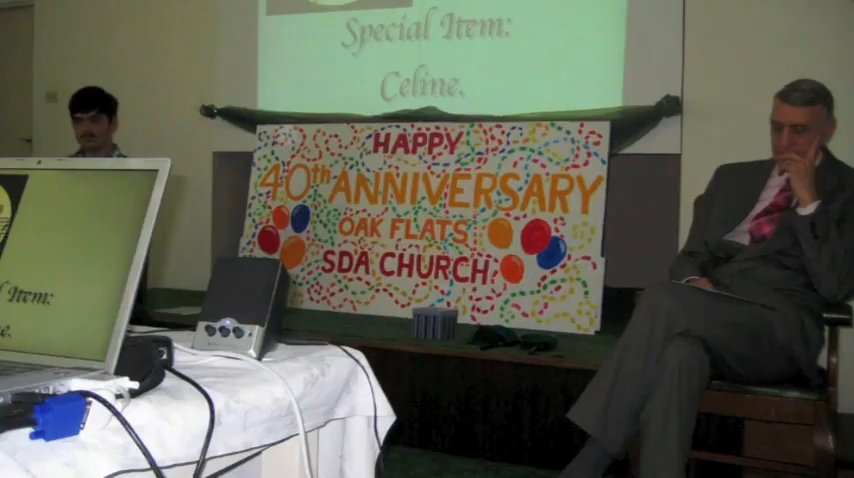 Special Item:
Celine.
HAPPY
40th ANNIVERSARY
OAK FLATS
SDA CHURCH
Item:
e.